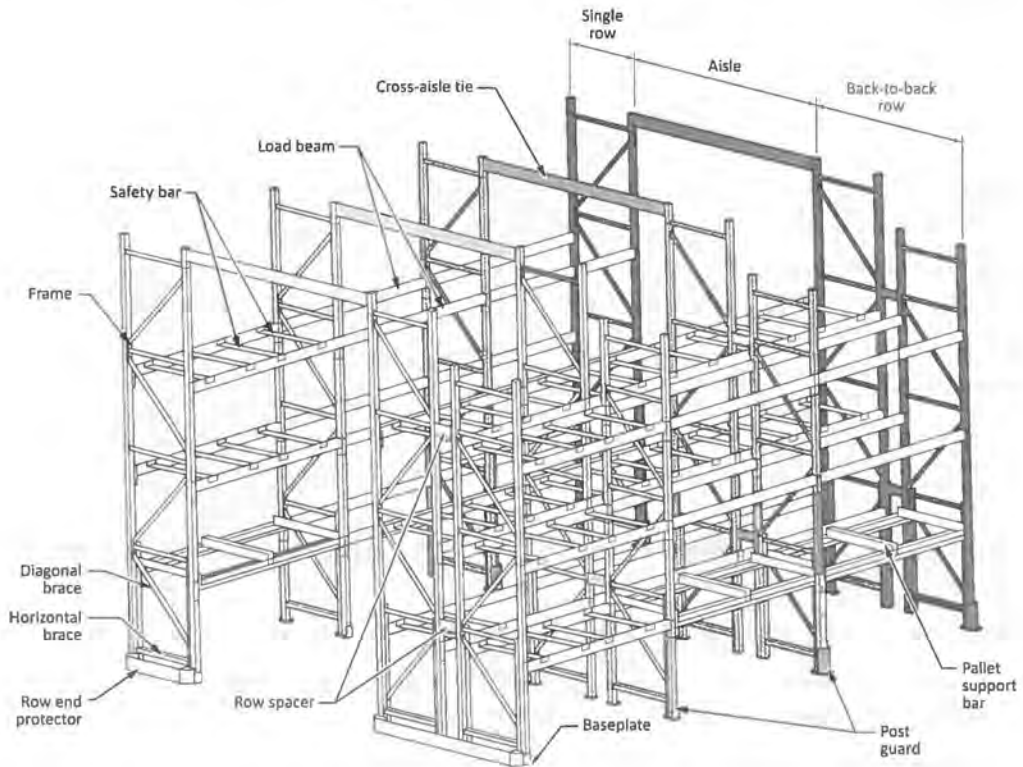 Single
row
Aisle
Cross-aisle tie
Back-to-back
row
Load beam
Safety bar
Frame
Diagonal
brace
Horizontal
brace
Row end
protector
Row spacer
Baseplate
Post
guard
Pallet
support
bar